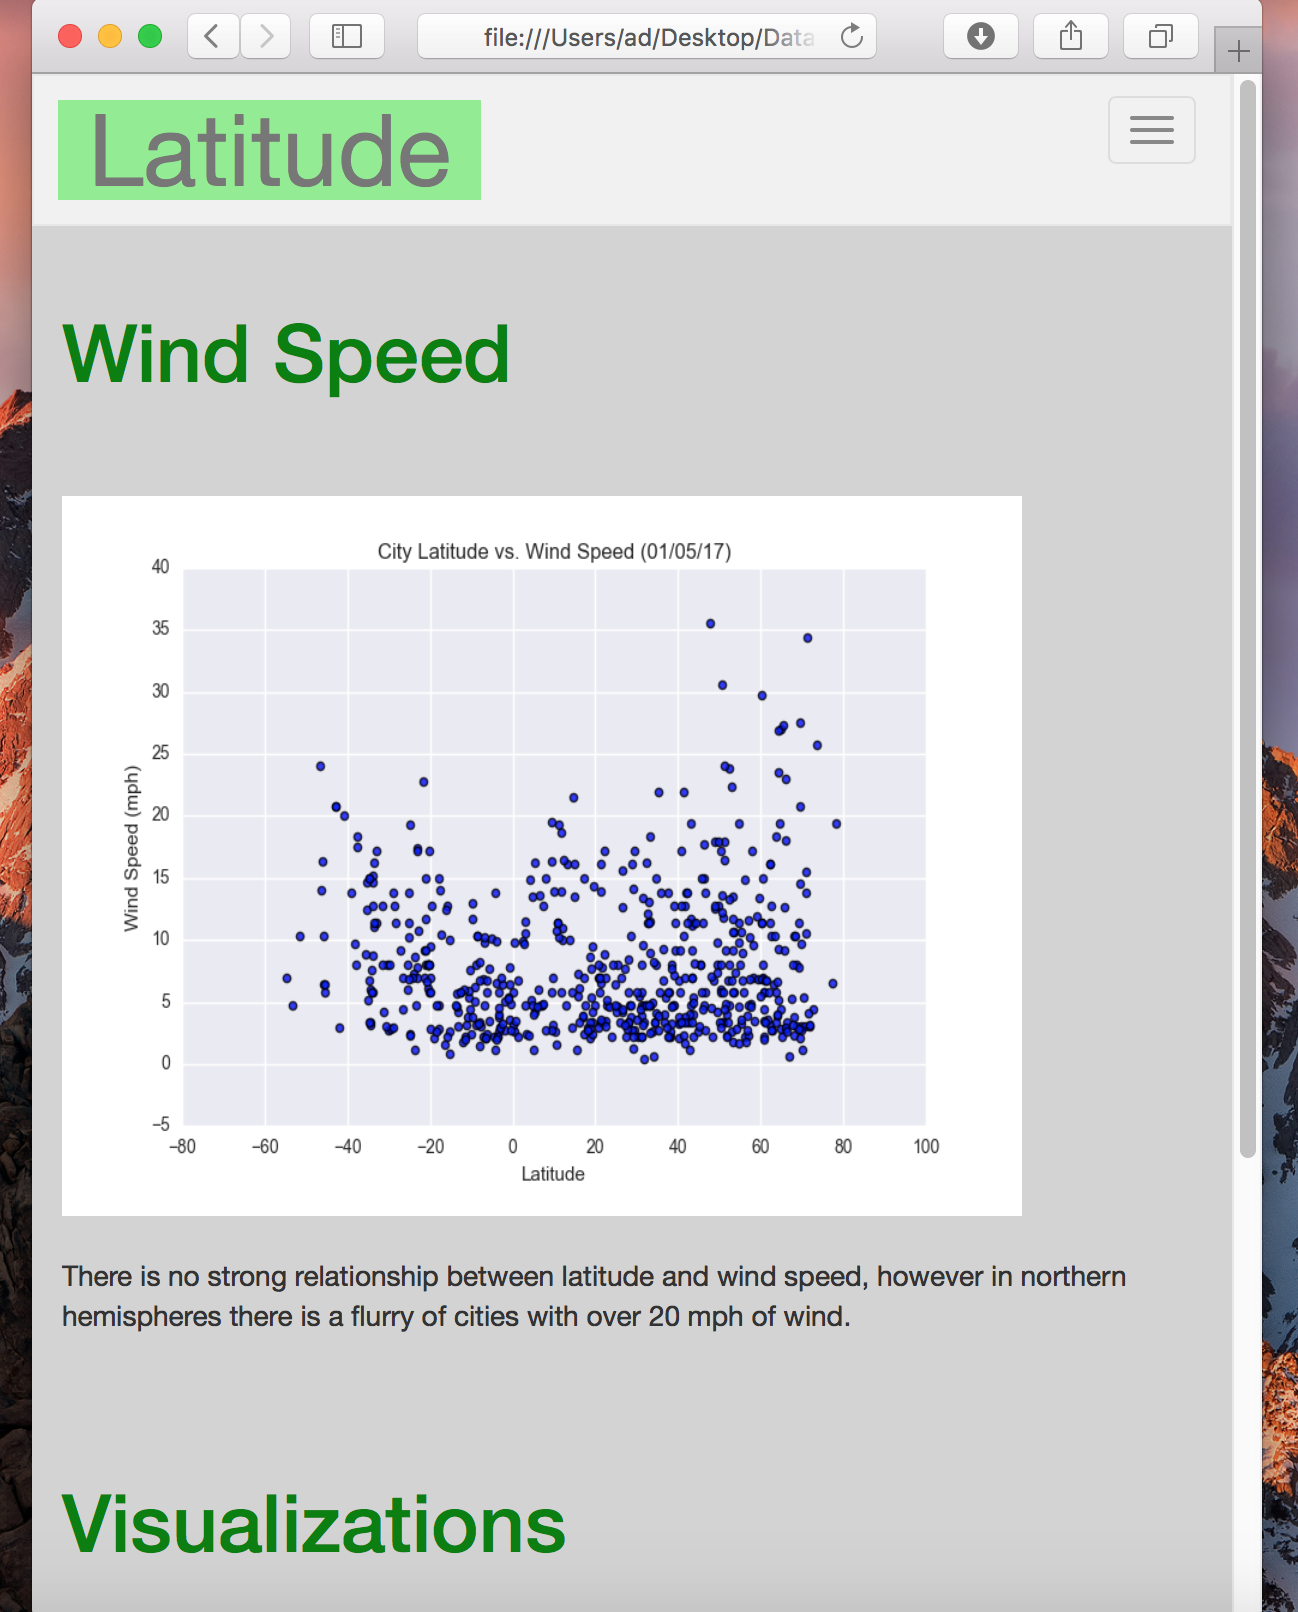 file:///Users/ad/Desktop/Data
Latitude
Wind Speed
City Latitude vs. Wind Speed (01/05/17)
40
35
30
25
20
15
10
5
0
−5
Wind Speed (mph)
−80 −60 −40 −20 0 20 40 60 80 100
Latitude
There is no strong relationship between latitude and wind speed, however in northern
hemispheres there is a flurry of cities with over 20 mph of wind.
Visualizations